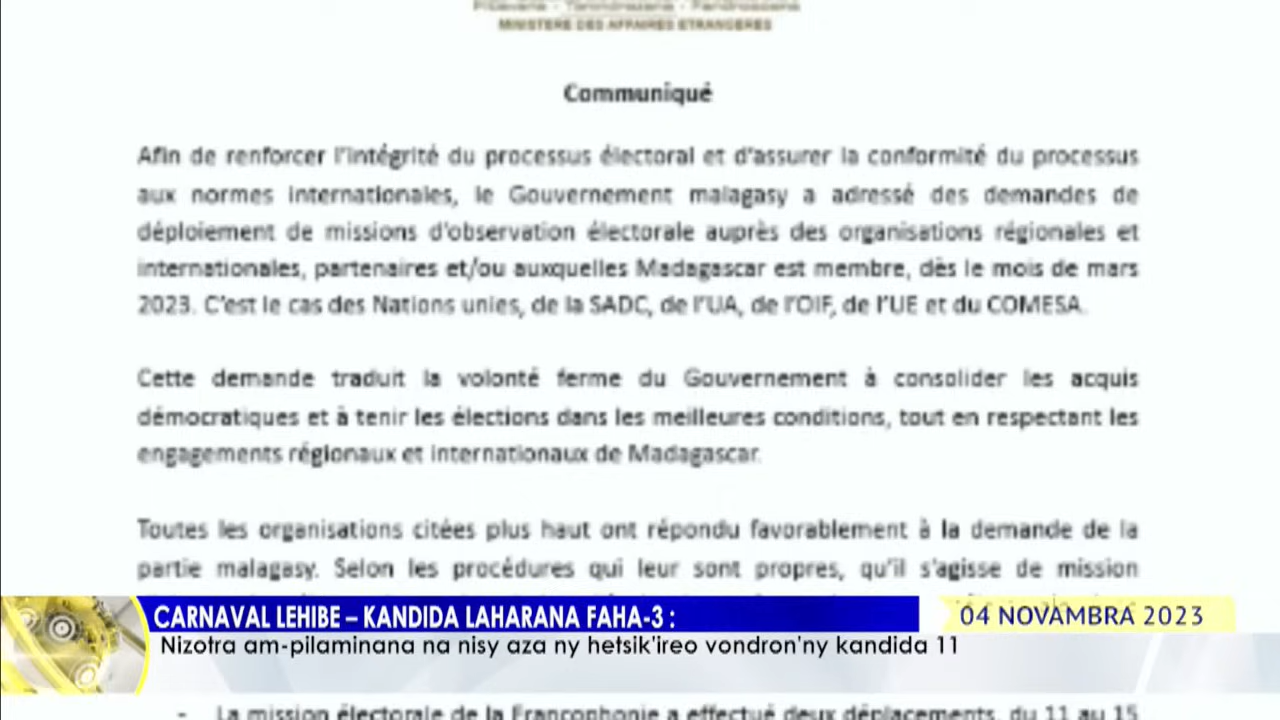 Fitiavana - Tanindrazana - Fandrosoana
MINISTERE DES AFFAIRES ETRANGERES
Communiqué
Afin de renforcer l'intégrité du processus électoral et d'assurer la conformité du processus
aux normes internationales, le Gouvernement malagasy a adressé des demandes de
déploiement de missions d'observation électorale auprès des organisations régionales et
internationales, partenaires et/ou auxquelles Madagascar est membre, dès le mois de mars
2023. C'est le cas des Nations unies, de la SADC, de l'UA, de l'OIF, de l'UE et du COMESA.
Cette demande traduit la volonté ferme du Gouvernement à consolider les acquis
démocratiques et à tenir les élections dans les meilleures conditions, tout en respectant les
engagements régionaux et internationaux de Madagascar.
Toutes les organisations citées plus haut ont répondu favorablement à la demande de la
partie malagasy. Selon les procédures qui leur sont propres, qu'il s'agisse de mission
CARNAVAL LEHIBE – KANDIDA LAHARANA FAHA-3 :
04 NOVAMBRA 2023
Nizotra am-pilaminana na nisy aza ny hetsik'ireo vondron'ny kandida 11
- La mission électorale de la Francophonie a effectué deux déplacements, du 11 au 15